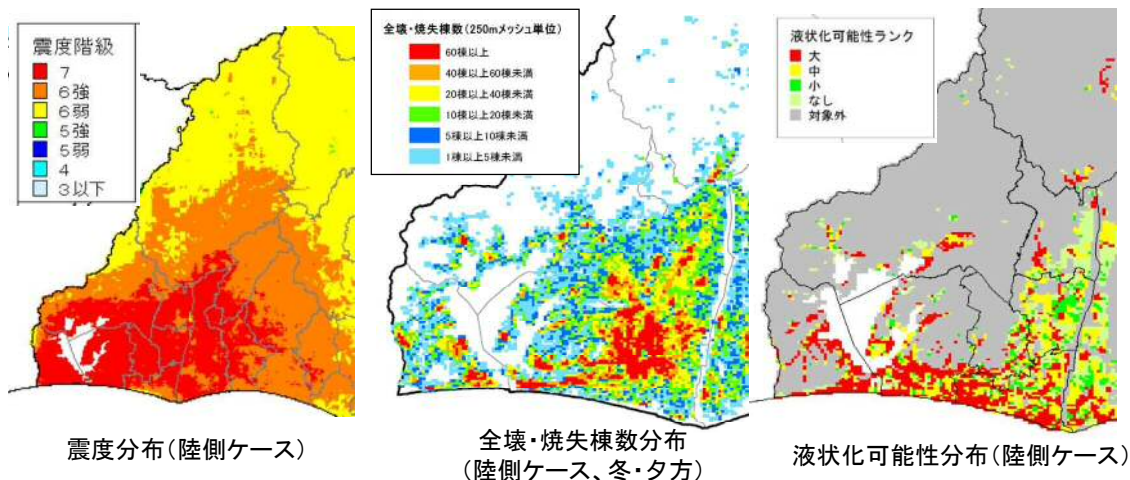 震度階級
7
6強
6弱
5強
5弱
4
3以下
震度分布(陸側ケース)
全壊・焼失棟数(250mメッシュ単位)
60棟以上
40棟以上60棟未満
20棟以上40棟未満
10棟以上20棟未満
5棟以上10棟未満
1棟以上5棟未満
全壊・焼失棟数分布
(陸側ケース、冬・夕方)
液状化可能性ランク
大
中
小
なし
対象外
液状化可能性分布(陸側ケース)